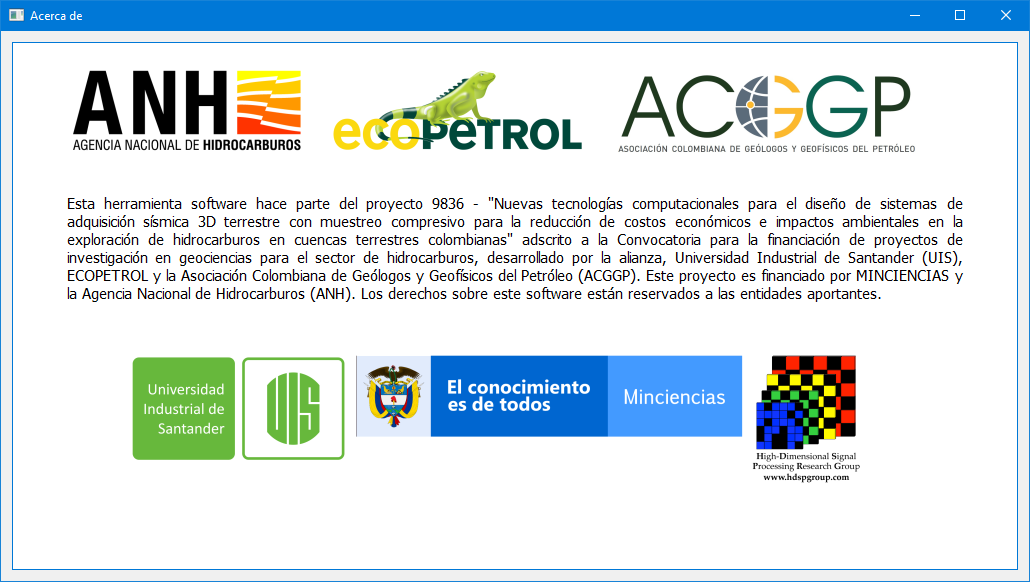 Acerca de
ANH
AGENCIA NACIONAL DE HIDROCARBUROS
ecoPETROL
ACGGP
ASOCIACIÓN COLOMBIANA DE GEÓLOGOS Y GEOFÍSICOS DEL PETRÓLEO
Esta herramienta software hace parte del proyecto 9836 - "Nuevas tecnologías computacionales para el diseño de sistemas de
adquisición sísmica 3D terrestre con muestreo compresivo para la reducción de costos económicos e impactos ambientales en la
exploración de hidrocarburos en cuencas terrestres colombianas" adscrito a la Convocatoria para la financiación de proyectos de
investigación en geociencias para el sector de hidrocarburos, desarrollado por la alianza, Universidad Industrial de Santander (UIS),
ECOPETROL y la Asociación Colombiana de Geólogos y Geofísicos del Petróleo (ACGGP). Este proyecto es financiado por MINCIENCIAS y
la Agencia Nacional de Hidrocarburos (ANH). Los derechos sobre este software están reservados a las entidades aportantes.
Universidad
Industrial de
Santander
UIS
El conocimiento
es de todos
Minciencias
High-Dimensional Signal
Processing Research Group
www.hdspgroup.com